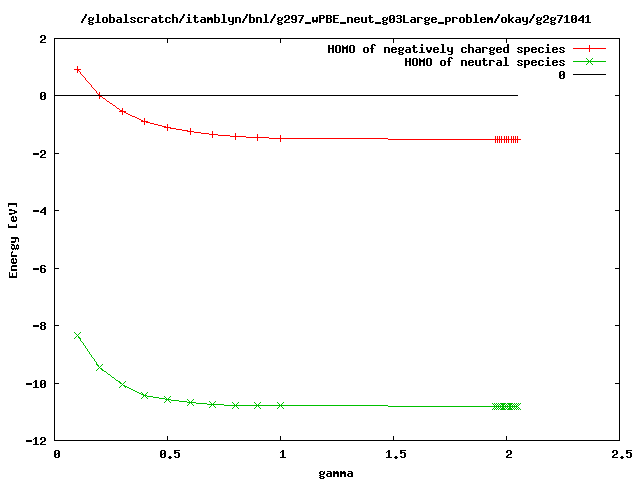 /globalscratch/itamblyn/bnl/g297_wPBE_neut_g03Large_problem/okay/g2g71041
HOMO of negatively charged species
HOMO of neutral species
0
2
0
-2
-4
-6
-8
-10
-12
Energy [eV]
0 0.5 1 1.5 2 2.5
gamma